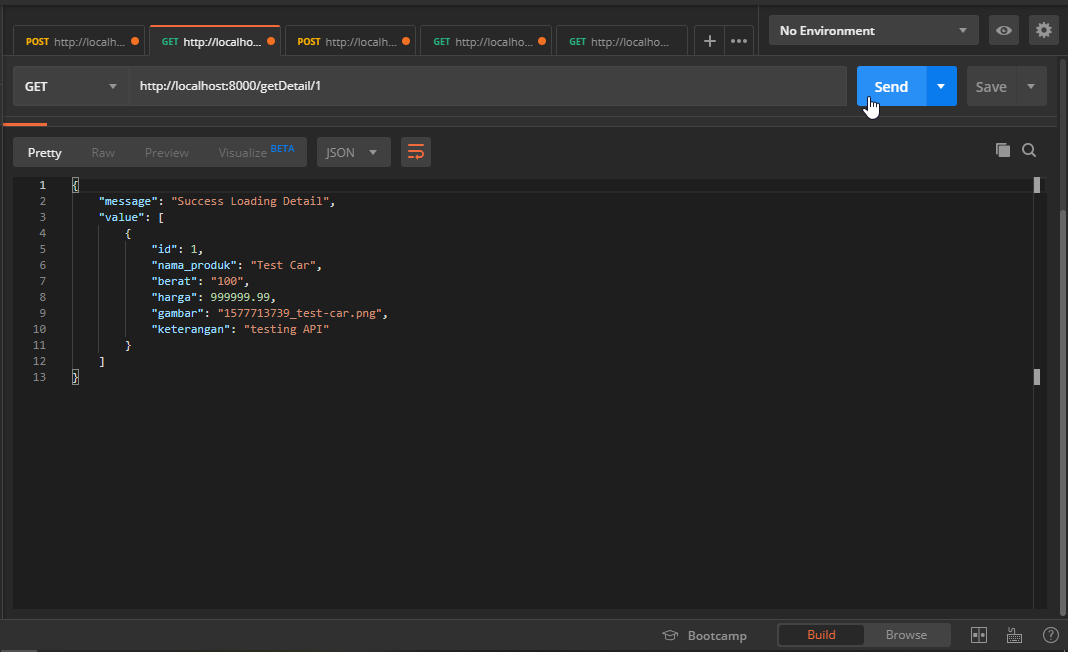 POST http://localh... GET http://localho... POST http://localh... GET http://localho... GET http://localho... + ••• No Environment
GET http://localhost:8000/getDetail/1 Send Save
Pretty Raw Preview Visualize BETA JSON
1 {
2 "message": "Success Loading Detail",
3 "value": [
4 {
5 "id": 1,
6 "nama_produk": "Test Car",
7 "berat": "100",
8 "harga": 999999.99,
9 "gambar": "1577713739_test-car.png",
10 "keterangan": "testing API"
11 }
12 ]
13 }
Bootcamp Build Browse ?